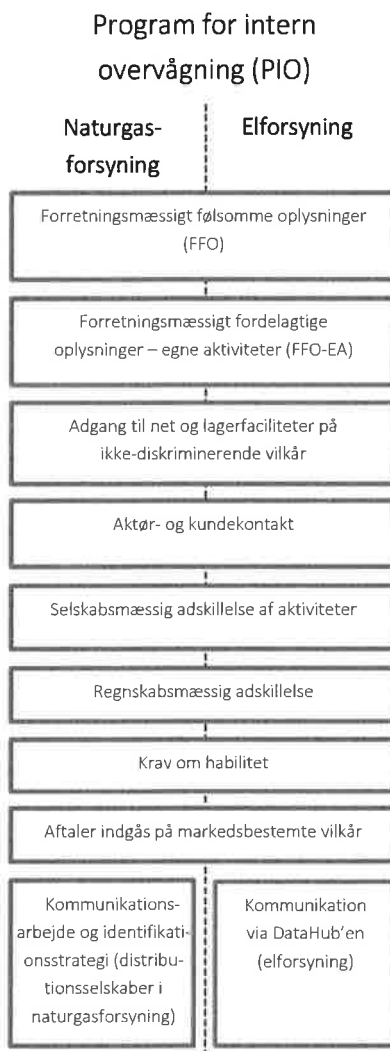 Program for intern
overvågning (PIO)
Naturgas-
forsyning
Elforsyning
Forretningsmæssigt følsomme oplysninger
(FFO)
Forretningsmæssigt fordelagtige
oplysninger – egne aktiviteter (FFO-EA)
Adgang til net og lagerfaciliteter på
ikke-diskriminerende vilkår
Aktør- og kundekontakt
Selskabsmæssig adskillelse af aktiviteter
Regnskabsmæssig adskillelse
Krav om habilitet
Aftaler indgås på markedsbestemte vilkår
Kommunikations-
arbejde og identifikati-
onsstrategi (distribu-
tionsselskaber i
naturgasforsyning)
Kommunikation
via DataHub'en
(elforsyning)